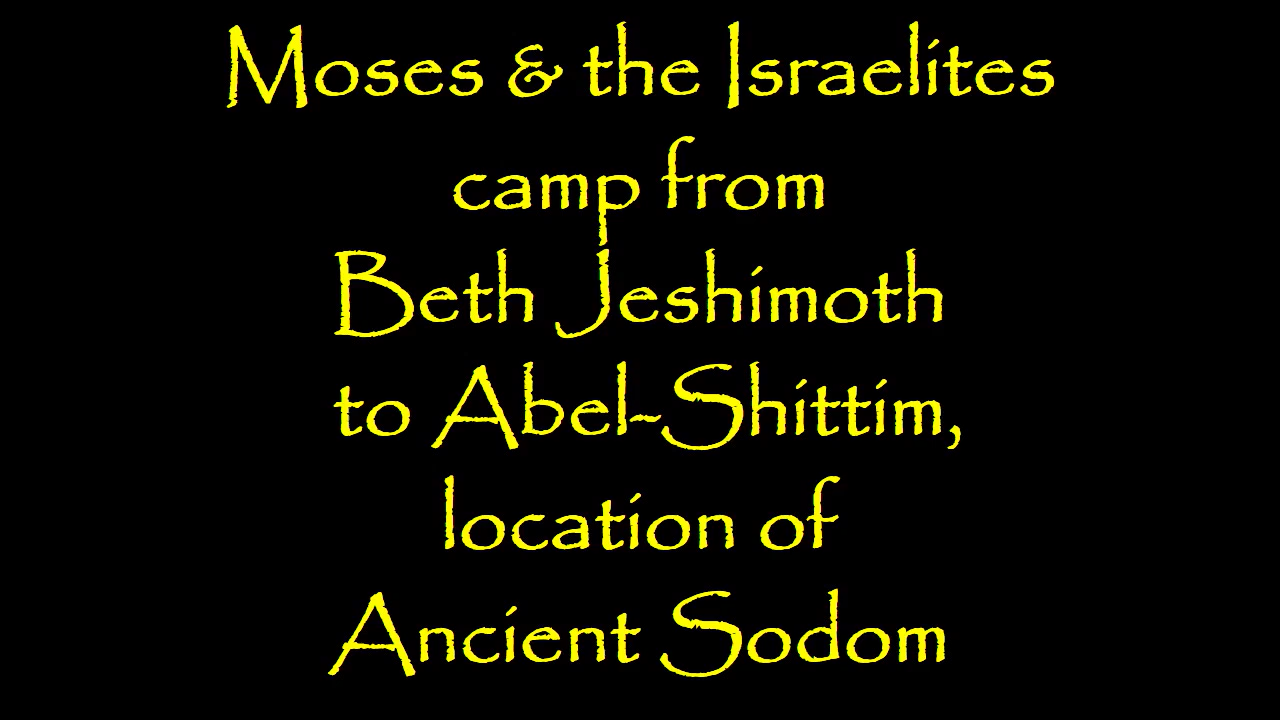 Moses & the Israelites
camp from
Beth Jeshimoth
to Abel-Shittim,
location of
Ancient Sodom